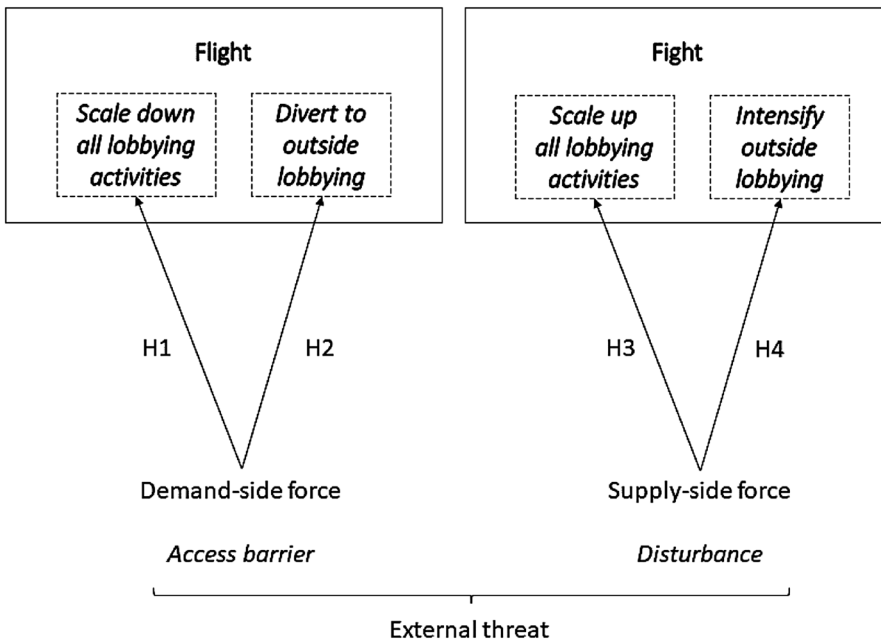 Flight
Scale down
all lobbying
activities
Divert to
outside
lobbying
Fight
Scale up
all lobbying
activities
Intensify
outside
lobbying
H1
H2
H3
H4
Demand-side force
Supply-side force
Access barrier
Disturbance
External threat